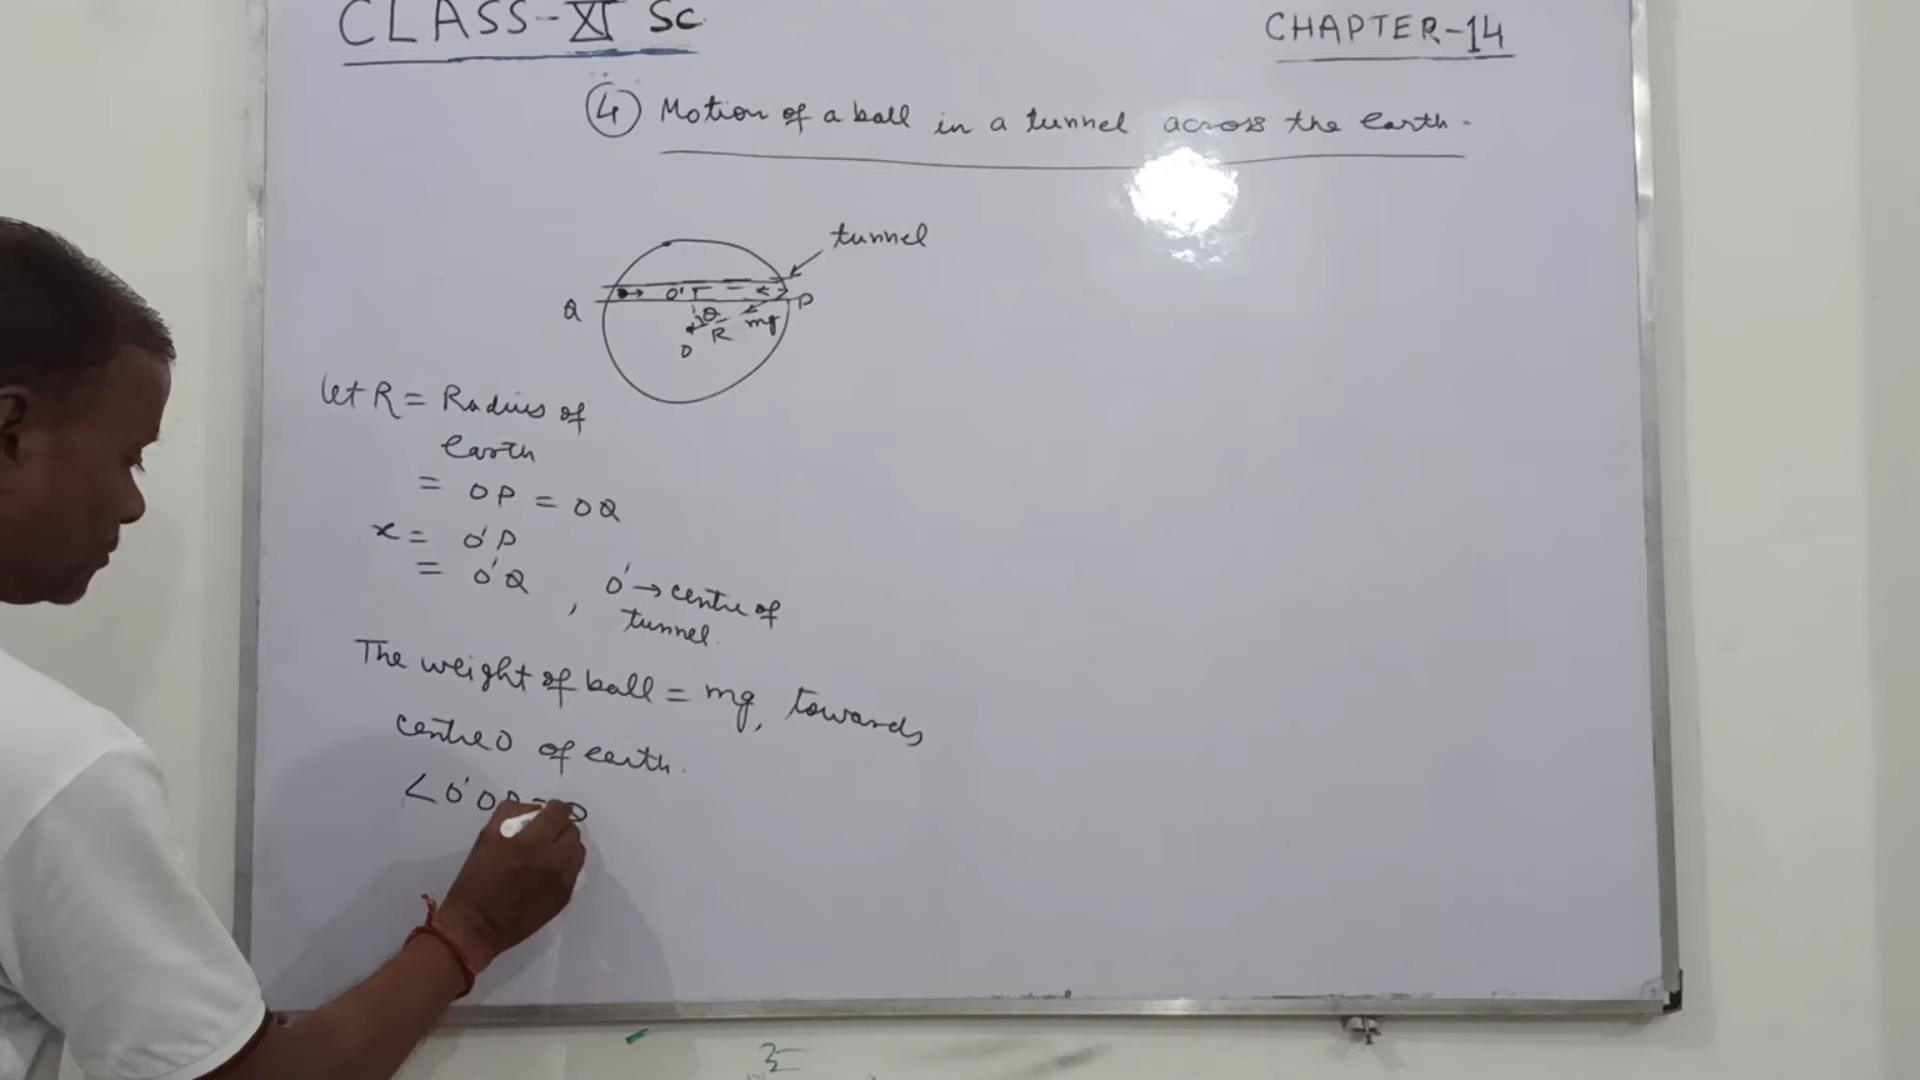 CLASS-XI Sc
CHAPTER-14
④ Motion of a ball in a tunnel across the earth.
tunnel
Q
O'
P
θ
mg
R
O
let R = Radius of
earth
= OP = OQ
x = O'P
= O'Q , O' → centre of
tunnel.
The weight of ball = mg, towards
centre O of earth.
∠O'OP = θ